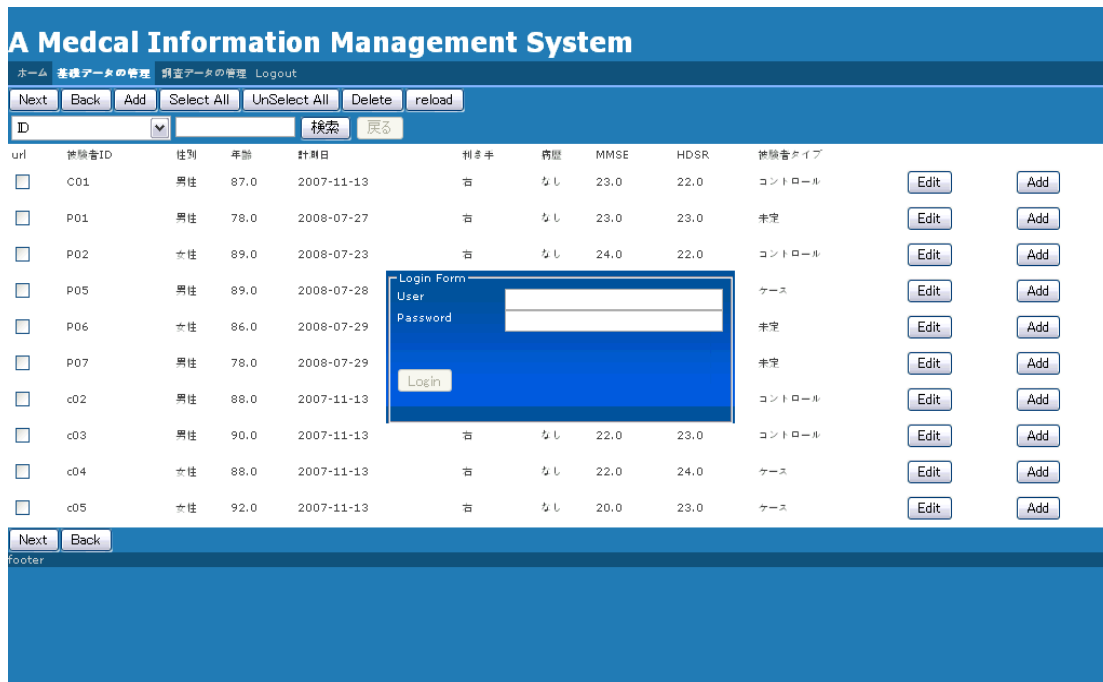 A Medcal Information Management System
ホーム 基礎データの管理 調査データの管理 Logout
Next Back Add Select All UnSelect All Delete reload
ID 検索 戻る
url 被験者ID 性別 年齢 計測日 利き手 病歴 MMSE HDSR 被験者タイプ
C01 男性 87.0 2007-11-13 右 なし 23.0 22.0 コントロール Edit Add
P01 男性 78.0 2008-07-27 右 なし 23.0 23.0 未定 Edit Add
P02 女性 89.0 2008-07-23 右 なし 24.0 22.0 コントロール Edit Add
Login Form
P05 男性 89.0 2008-07-28 User ケース Edit Add
Password
P06 女性 86.0 2008-07-29 未定 Edit Add
P07 男性 78.0 2008-07-29 未定 Edit Add
Login
c02 男性 88.0 2007-11-13 コントロール Edit Add
c03 男性 90.0 2007-11-13 右 なし 22.0 23.0 コントロール Edit Add
c04 女性 88.0 2007-11-13 右 なし 22.0 24.0 ケース Edit Add
c05 女性 92.0 2007-11-13 右 なし 20.0 23.0 ケース Edit Add
Next Back
footer